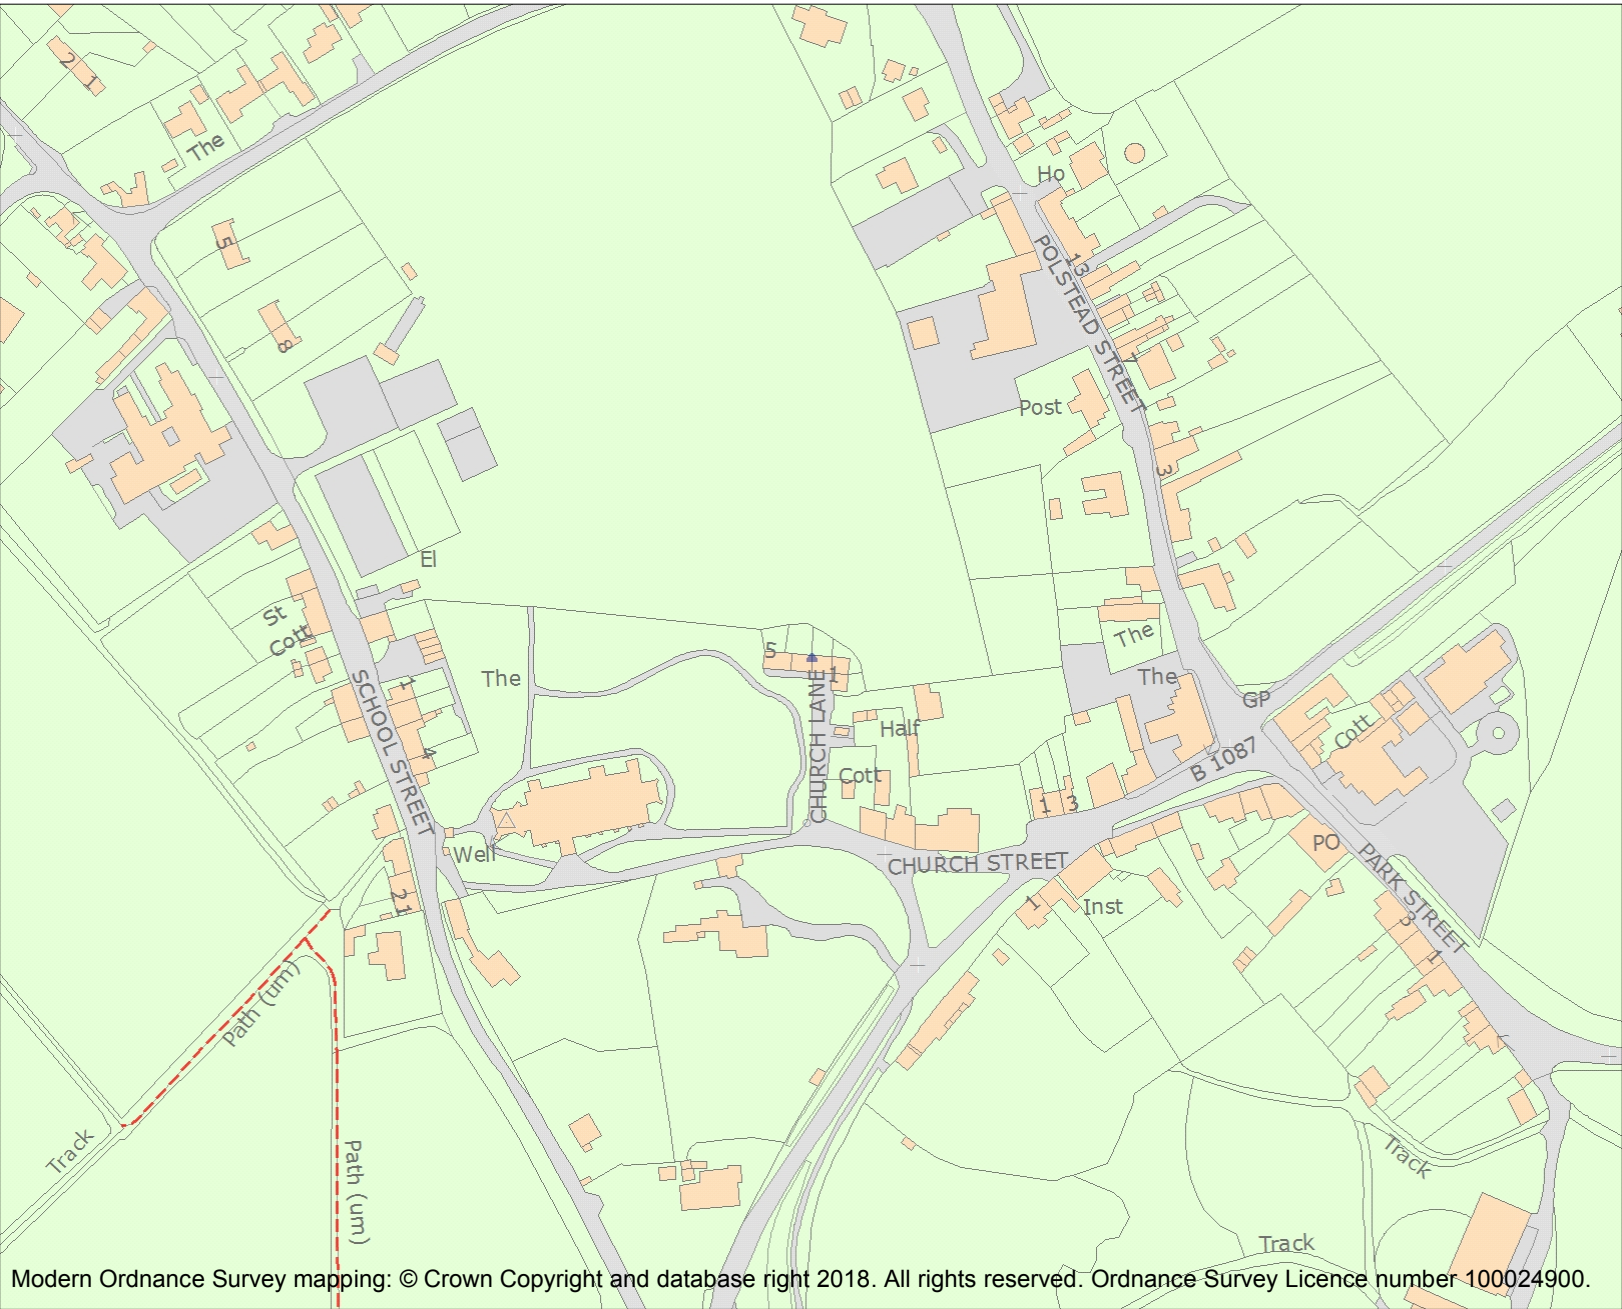 2 1
The
5
8
Ho
13
POLSTEAD STREET
7
Post
3
El
St
Cott
SCHOOL STREET
1
4
The
5
1
CHURCH LANE
Half
Cott
The
The
GP
B 1087
Cott
1 3
Well
CHURCH STREET
PO
PARK STREET
21
1
Inst
3
1
Path (um)
Track
Path (um)
Track
Track
Modern Ordnance Survey mapping: © Crown Copyright and database right 2018. All rights reserved. Ordnance Survey Licence number 100024900.